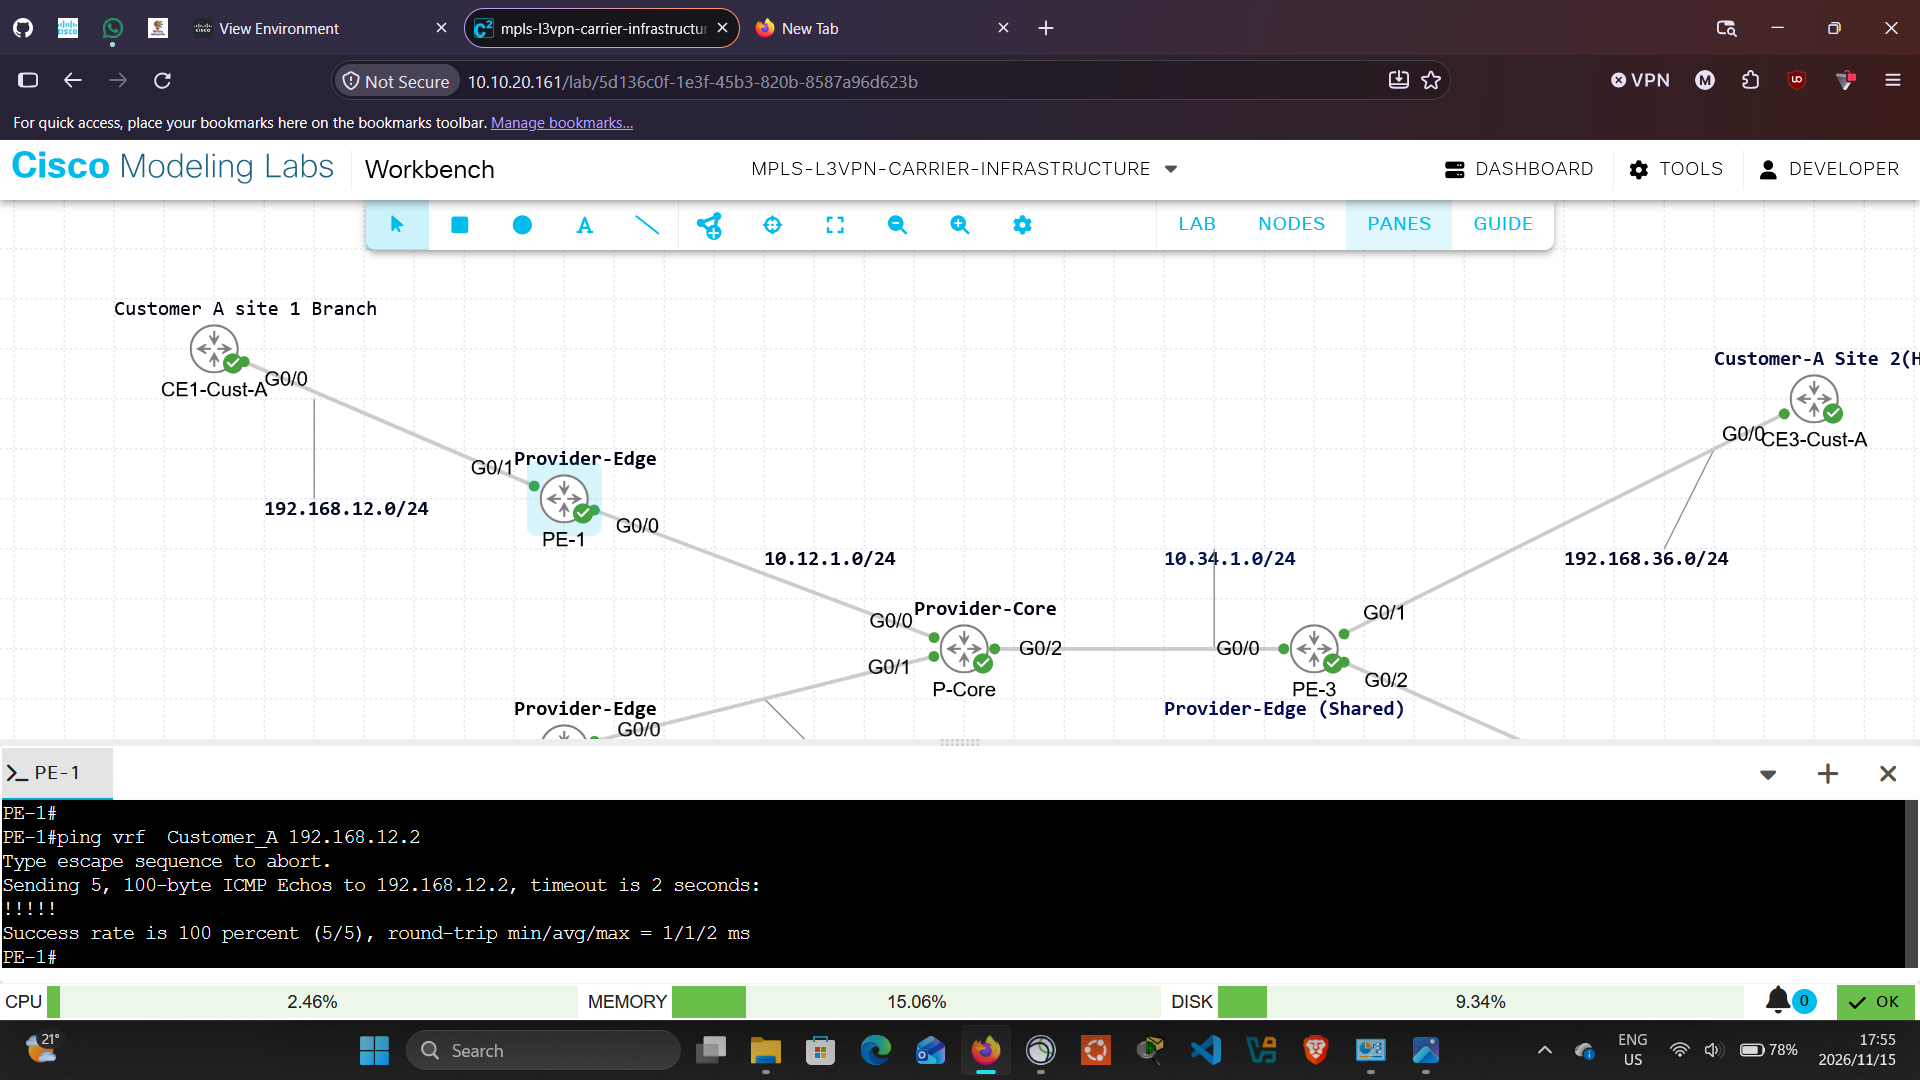 View Environment
mpls-l3vpn-carrier-infrastructur
New Tab
Not Secure
10.10.20.161/lab/5d136c0f-1e3f-45b3-820b-8587a96d623b
VPN
M
For quick access, place your bookmarks here on the bookmarks toolbar. Manage bookmarks...
Cisco Modeling Labs
Workbench
MPLS-L3VPN-CARRIER-INFRASTRUCTURE
DASHBOARD
TOOLS
DEVELOPER
A
LAB
NODES
PANES
GUIDE
Customer A site 1 Branch
CE1-Cust-A
G0/0
192.168.12.0/24
G0/1
Provider-Edge
PE-1
G0/0
10.12.1.0/24
10.34.1.0/24
Customer-A Site 2(H
G0/0
CE3-Cust-A
192.168.36.0/24
Provider-Core
G0/0
G0/1
G0/2
P-Core
G0/0
G0/1
G0/2
PE-3
Provider-Edge (Shared)
Provider-Edge
G0/0
PE-1
PE-1#
PE-1#ping vrf  Customer_A 192.168.12.2
Type escape sequence to abort.
Sending 5, 100-byte ICMP Echos to 192.168.12.2, timeout is 2 seconds:
!!!!!
Success rate is 100 percent (5/5), round-trip min/avg/max = 1/1/2 ms
PE-1#
CPU
2.46%
MEMORY
15.06%
DISK
9.34%
0
OK
21°
Search
ENG
US
78%
17:55
2026/11/15